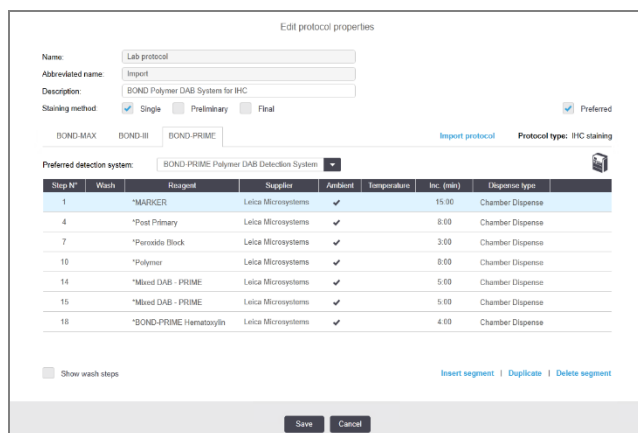 Edit protocol properties
Name: Lab protocol
Abbreviated name: Import
Description: BOND Polymer DAB System for IHC
Staining method: Single Preliminary Final Preferred
BOND-MAX BOND-III BOND-PRIME Import protocol Protocol type: IHC staining
Preferred detection system: BOND-PRIME Polymer DAB Detection System
Step N° Wash Reagent Supplier Ambient Temperature Inc. (min) Dispense type
1 *MARKER Leica Microsystems 15:00 Chamber Dispense
4 *Post Primary Leica Microsystems 8:00 Chamber Dispense
7 *Peroxide Block Leica Microsystems 3:00 Chamber Dispense
10 *Polymer Leica Microsystems 8:00 Chamber Dispense
14 *Mixed DAB - PRIME Leica Microsystems 5:00 Chamber Dispense
15 *Mixed DAB - PRIME Leica Microsystems 5:00 Chamber Dispense
18 *BOND-PRIME Hematoxylin Leica Microsystems 4:00 Chamber Dispense
Show wash steps Insert segment | Duplicate | Delete segment
Save Cancel